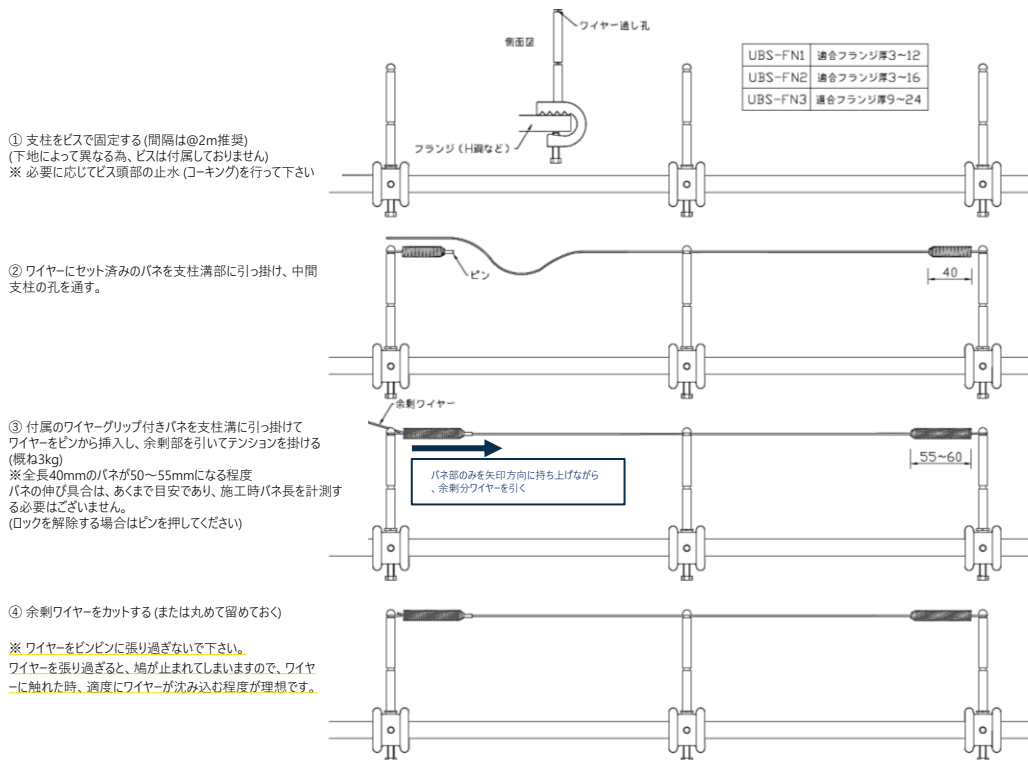 ワイヤー通し孔
側面図
UBS-FN1 適合フランジ厚3~12
UBS-FN2 適合フランジ厚3~16
UBS-FN3 適合フランジ厚9~24
フランジ（H鋼など）
① 支柱をビスで固定する(間隔は@2m推奨)
(下地によって異なる為、ビスは付属しておりません)
※ 必要に応じてビス頭部の止水(コーキング)を行って下さい
② ワイヤーにセット済みのバネを支柱溝部に引っ掛け、中間
支柱の孔を通す。
ピン
40
余剰ワイヤー
③ 付属のワイヤーグリップ付きバネを支柱溝に引っ掛けて
ワイヤーをピンから挿入し、余剰部を引いてテンションを掛ける
(概ね3kg)
※全長40mmのバネが50～55mmになる程度
バネの伸び具合は、あくまで目安であり、施工時バネ長を計測す
る必要はございません。
(ロックを解除する場合はピンを押してください)
バネ部のみを矢印方向に持ち上げながら
、余剰分ワイヤーを引く
55~60
④ 余剰ワイヤーをカットする(または丸めて留めておく)
※ ワイヤーをビンビンに張り過ぎないで下さい。
ワイヤーを張り過ぎると、鳩が止まれてしまいますので、ワイヤ
ーに触れた時、適度にワイヤーが沈み込む程度が理想です。